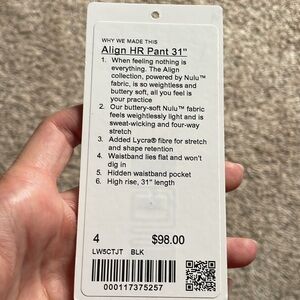 WHY WE MADE THIS
Align HR Pant 31"
1. When feeling nothing is
everything. The Align
collection, powered by Nulu™
fabric, is so weightless and
buttery soft, all you feel is
your practice
2. Our buttery-soft Nulu™ fabric
feels weightlessly light and is
sweat-wicking and four-way
stretch
3. Added Lycra® fibre for stretch
and shape retention
4. Waistband lies flat and won't
dig in
5. Hidden waistband pocket
6. High rise, 31" length
4 $98.00
LW5CTJT BLK
000117375257